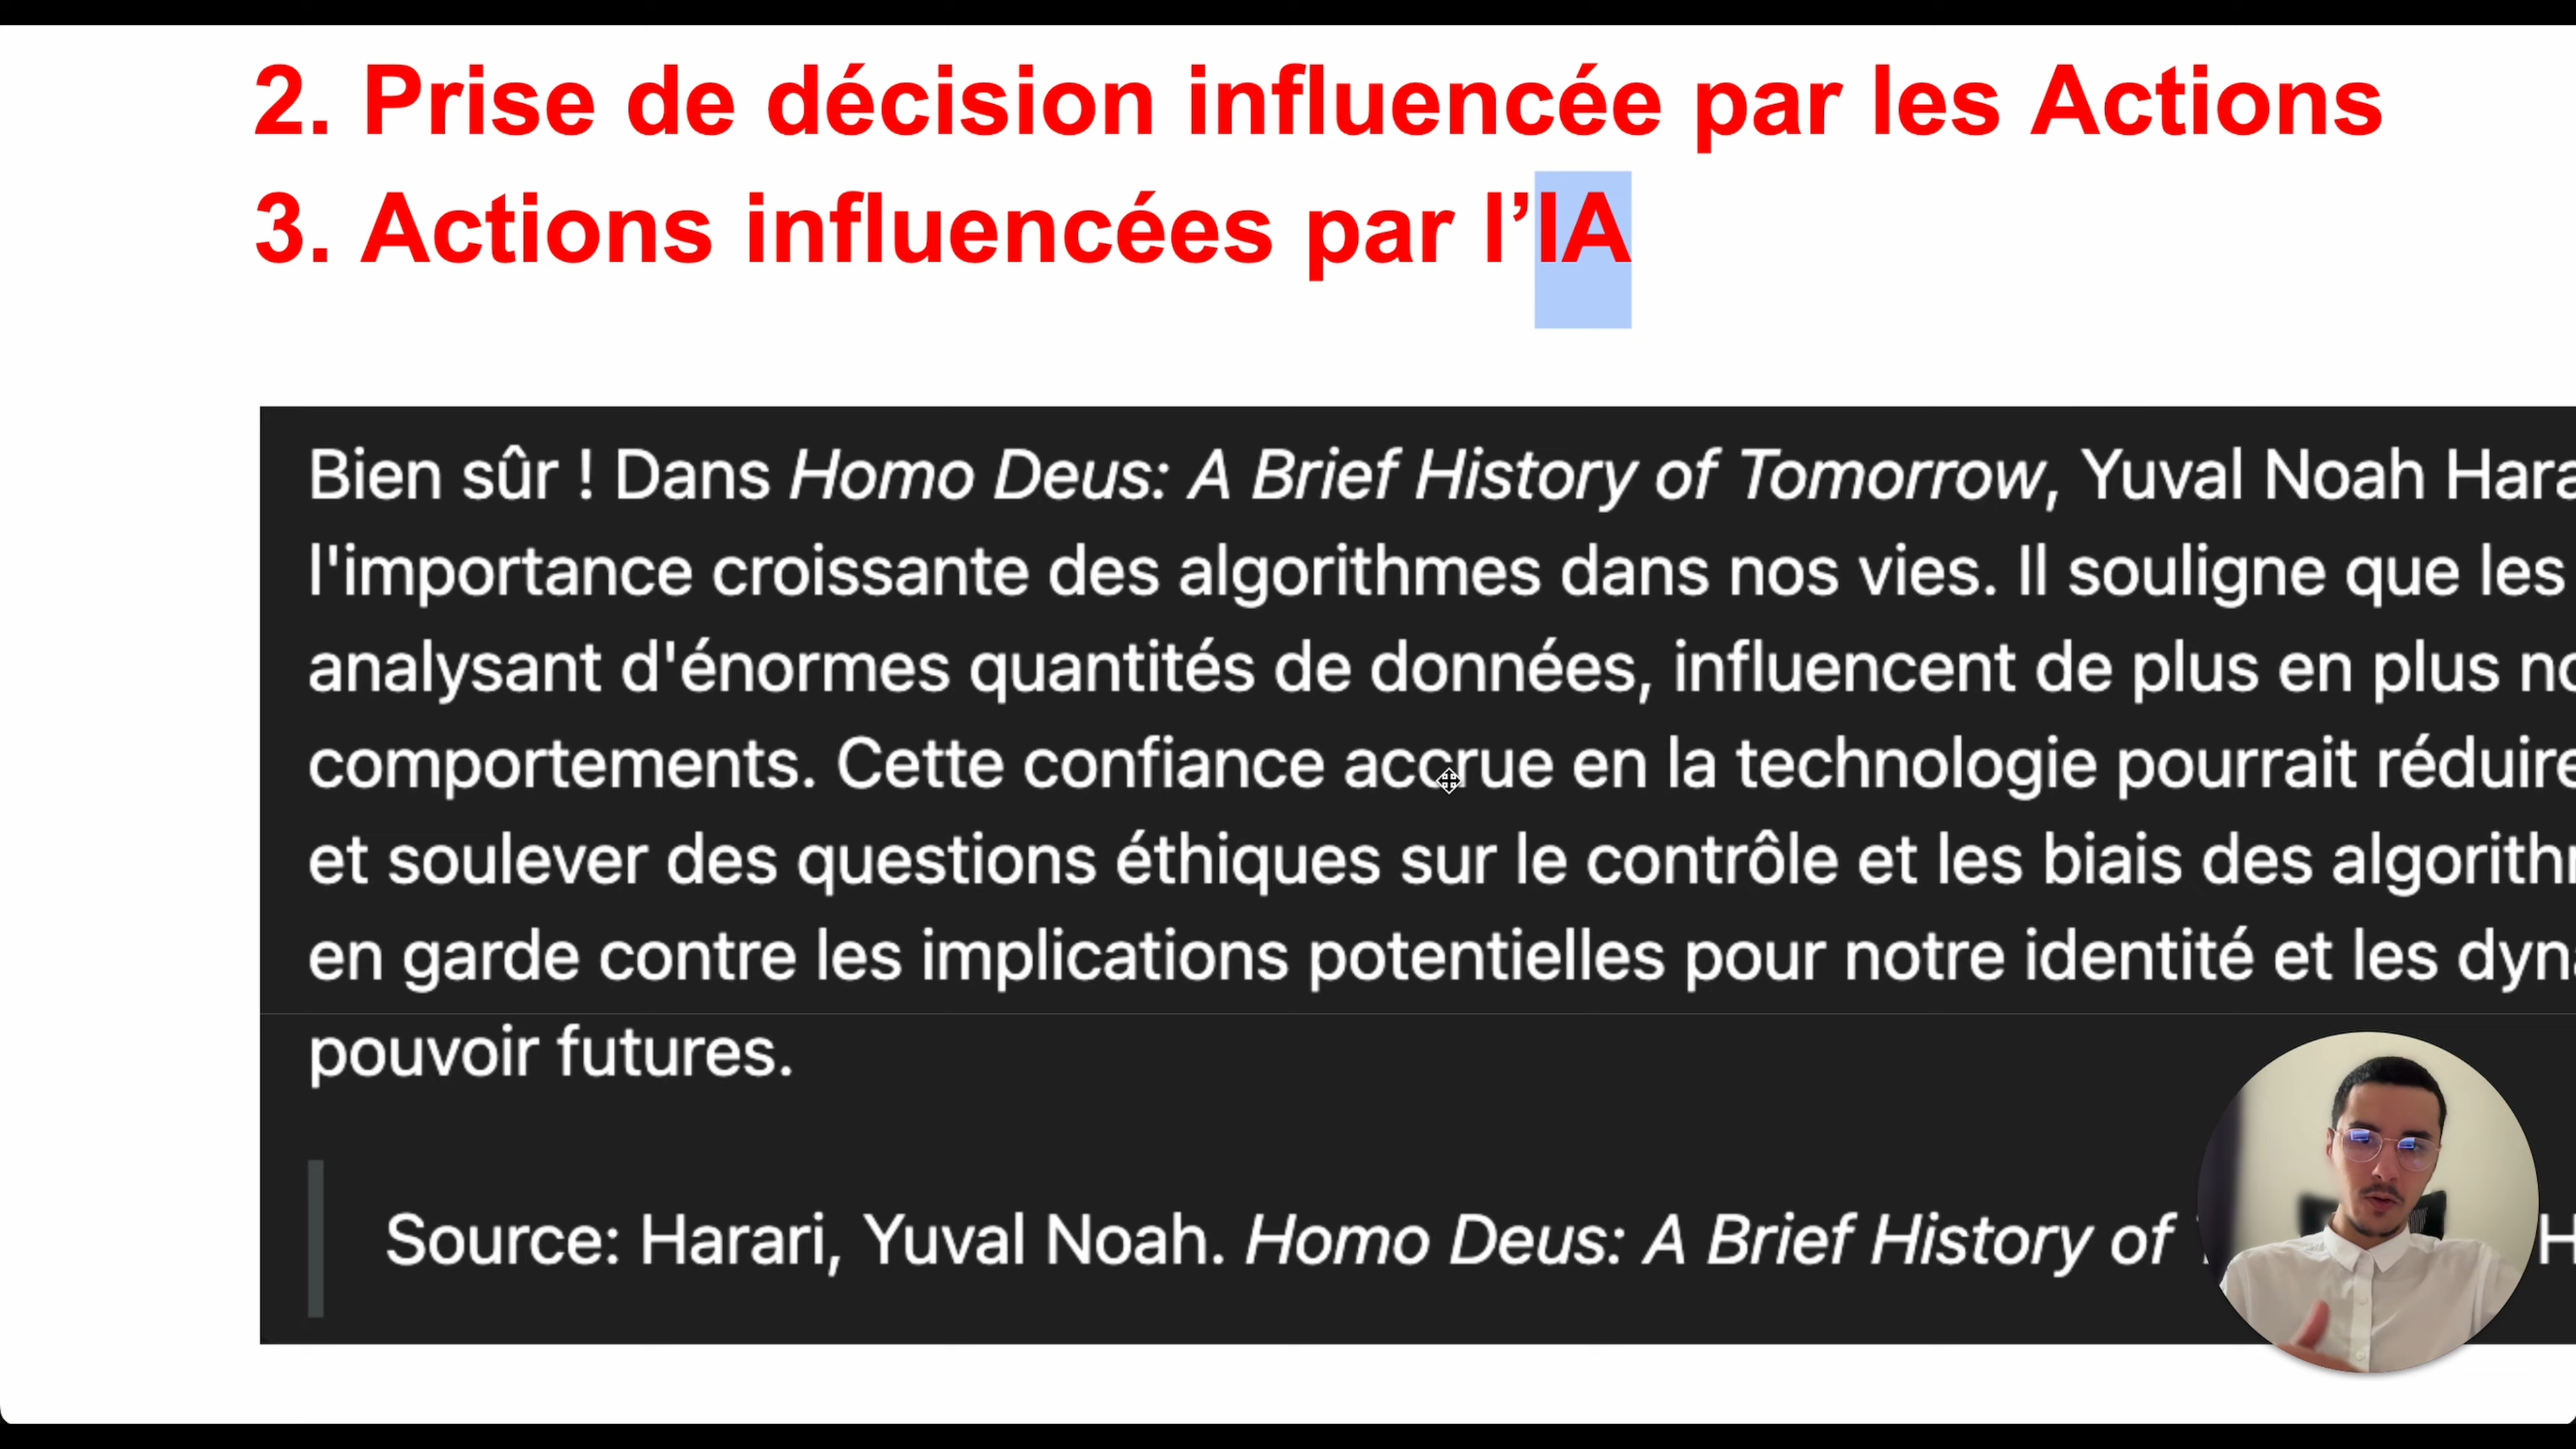 2. Prise de décision influencée par les Actions
3. Actions influencées par l’IA
Bien sûr ! Dans Homo Deus: A Brief History of Tomorrow, Yuval Noah
l'importance croissante des algorithmes dans nos vies. Il souligne que les
analysant d'énormes quantités de données, influencent de plus en plus
comportements. Cette confiance accrue en la technologie pourrait réduire
et soulever des questions éthiques sur le contrôle et les biais des
en garde contre les implications potentielles pour notre identité et les
pouvoir futures.
Source: Harari, Yuval Noah. Homo Deus: A Brief History of